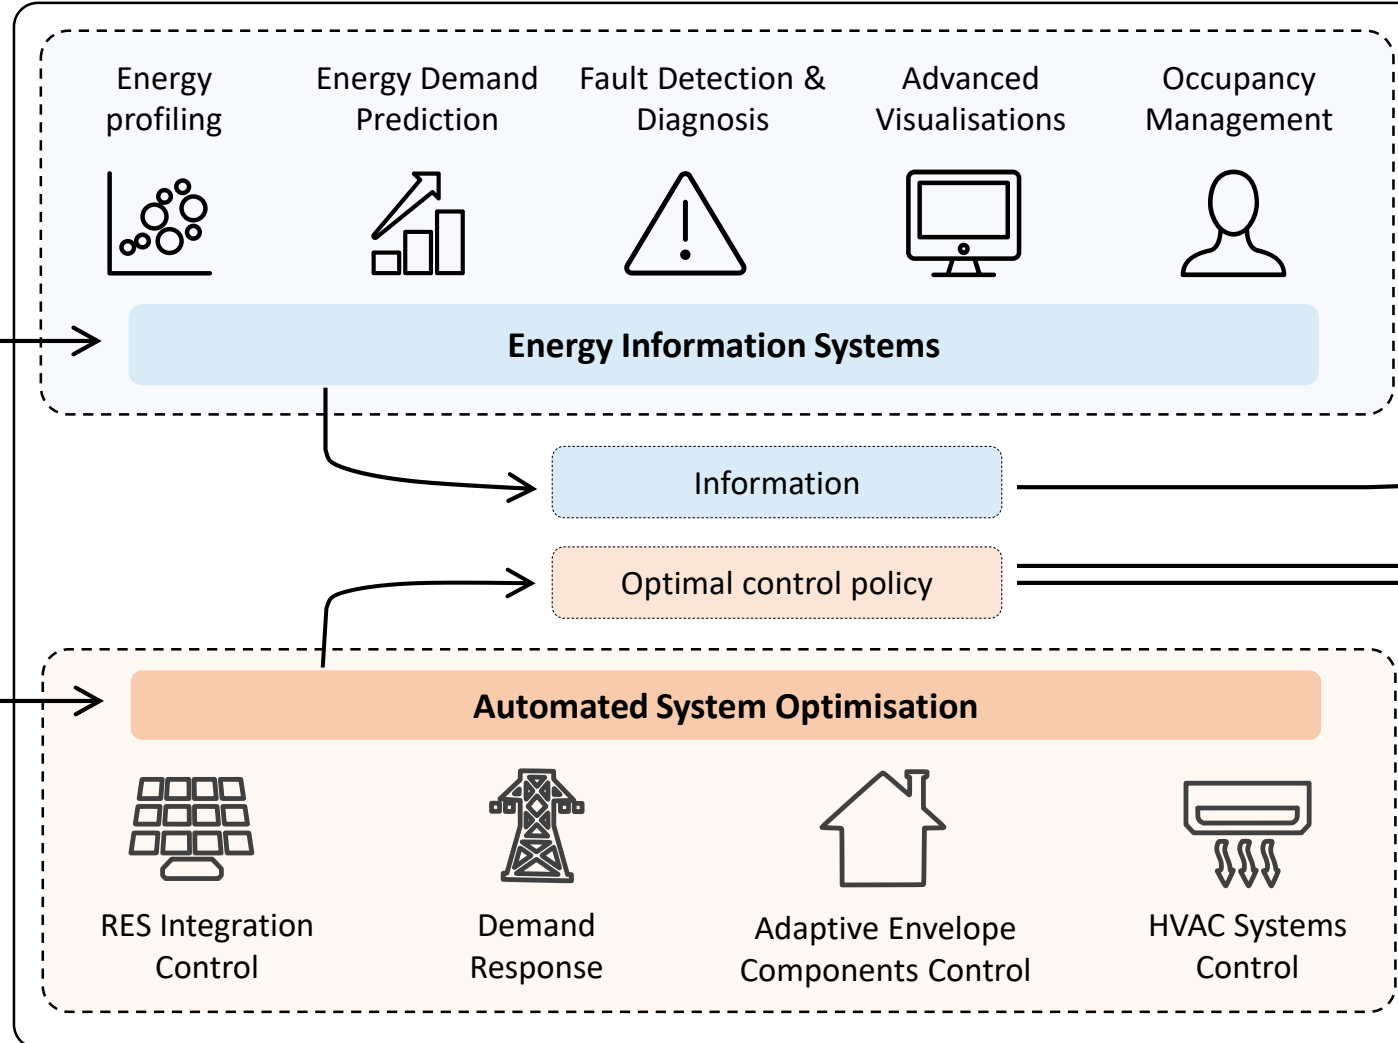 Energy
profiling
Energy Demand
Prediction
Fault Detection &
Diagnosis
Advanced
Visualisations
Occupancy
Management
Energy Information Systems
Information
Optimal control policy
Automated System Optimisation
RES Integration
Control
Demand
Response
Adaptive Envelope
Components Control
HVAC Systems
Control